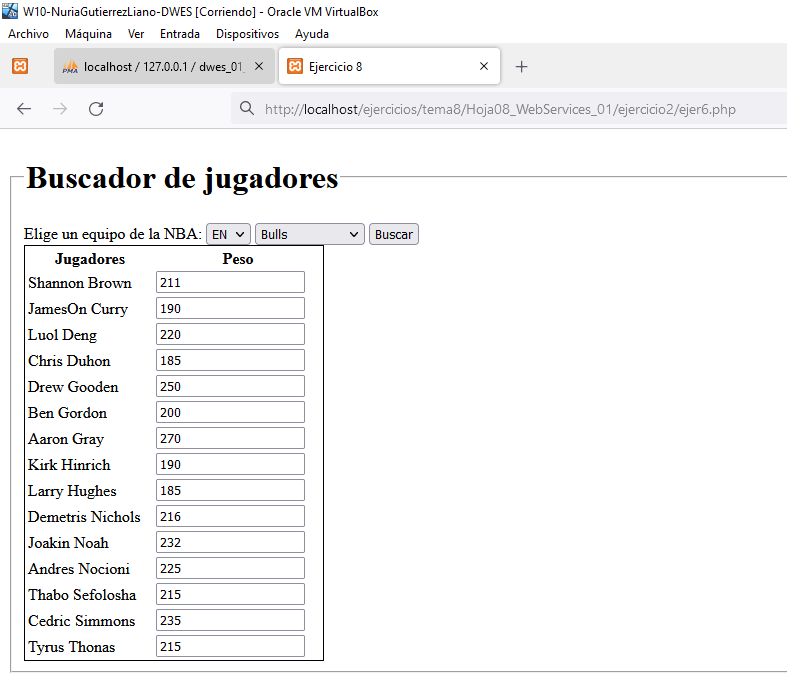 W10-NuriaGutierrezLiano-DWES [Corriendo] - Oracle VM VirtualBox
Archivo Máquina Ver Entrada Dispositivos Ayuda
PMA localhost / 127.0.0.1 / dwes_01_ Ejercicio 8
http://localhost/ejercicios/tema8/Hoja08_WebServices_01/ejercicio2/ejer6.php
Buscador de jugadores
Elige un equipo de la NBA: EN Bulls Buscar
Jugadores Peso
Shannon Brown 211
JamesOn Curry 190
Luol Deng 220
Chris Duhon 185
Drew Gooden 250
Ben Gordon 200
Aaron Gray 270
Kirk Hinrich 190
Larry Hughes 185
Demetris Nichols 216
Joakin Noah 232
Andres Nocioni 225
Thabo Sefolosha 215
Cedric Simmons 235
Tyrus Thonas 215